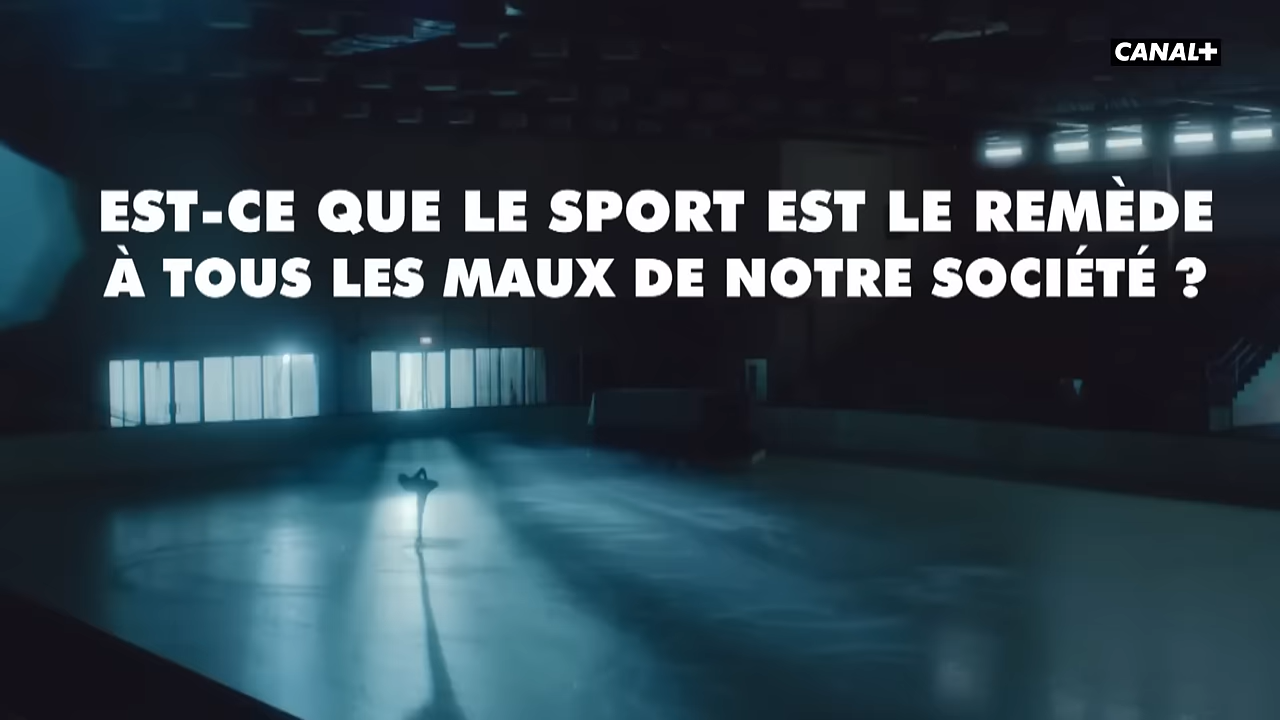 CANAL+
EST-CE QUE LE SPORT EST LE REMÈDE
À TOUS LES MAUX DE NOTRE SOCIÉTÉ ?